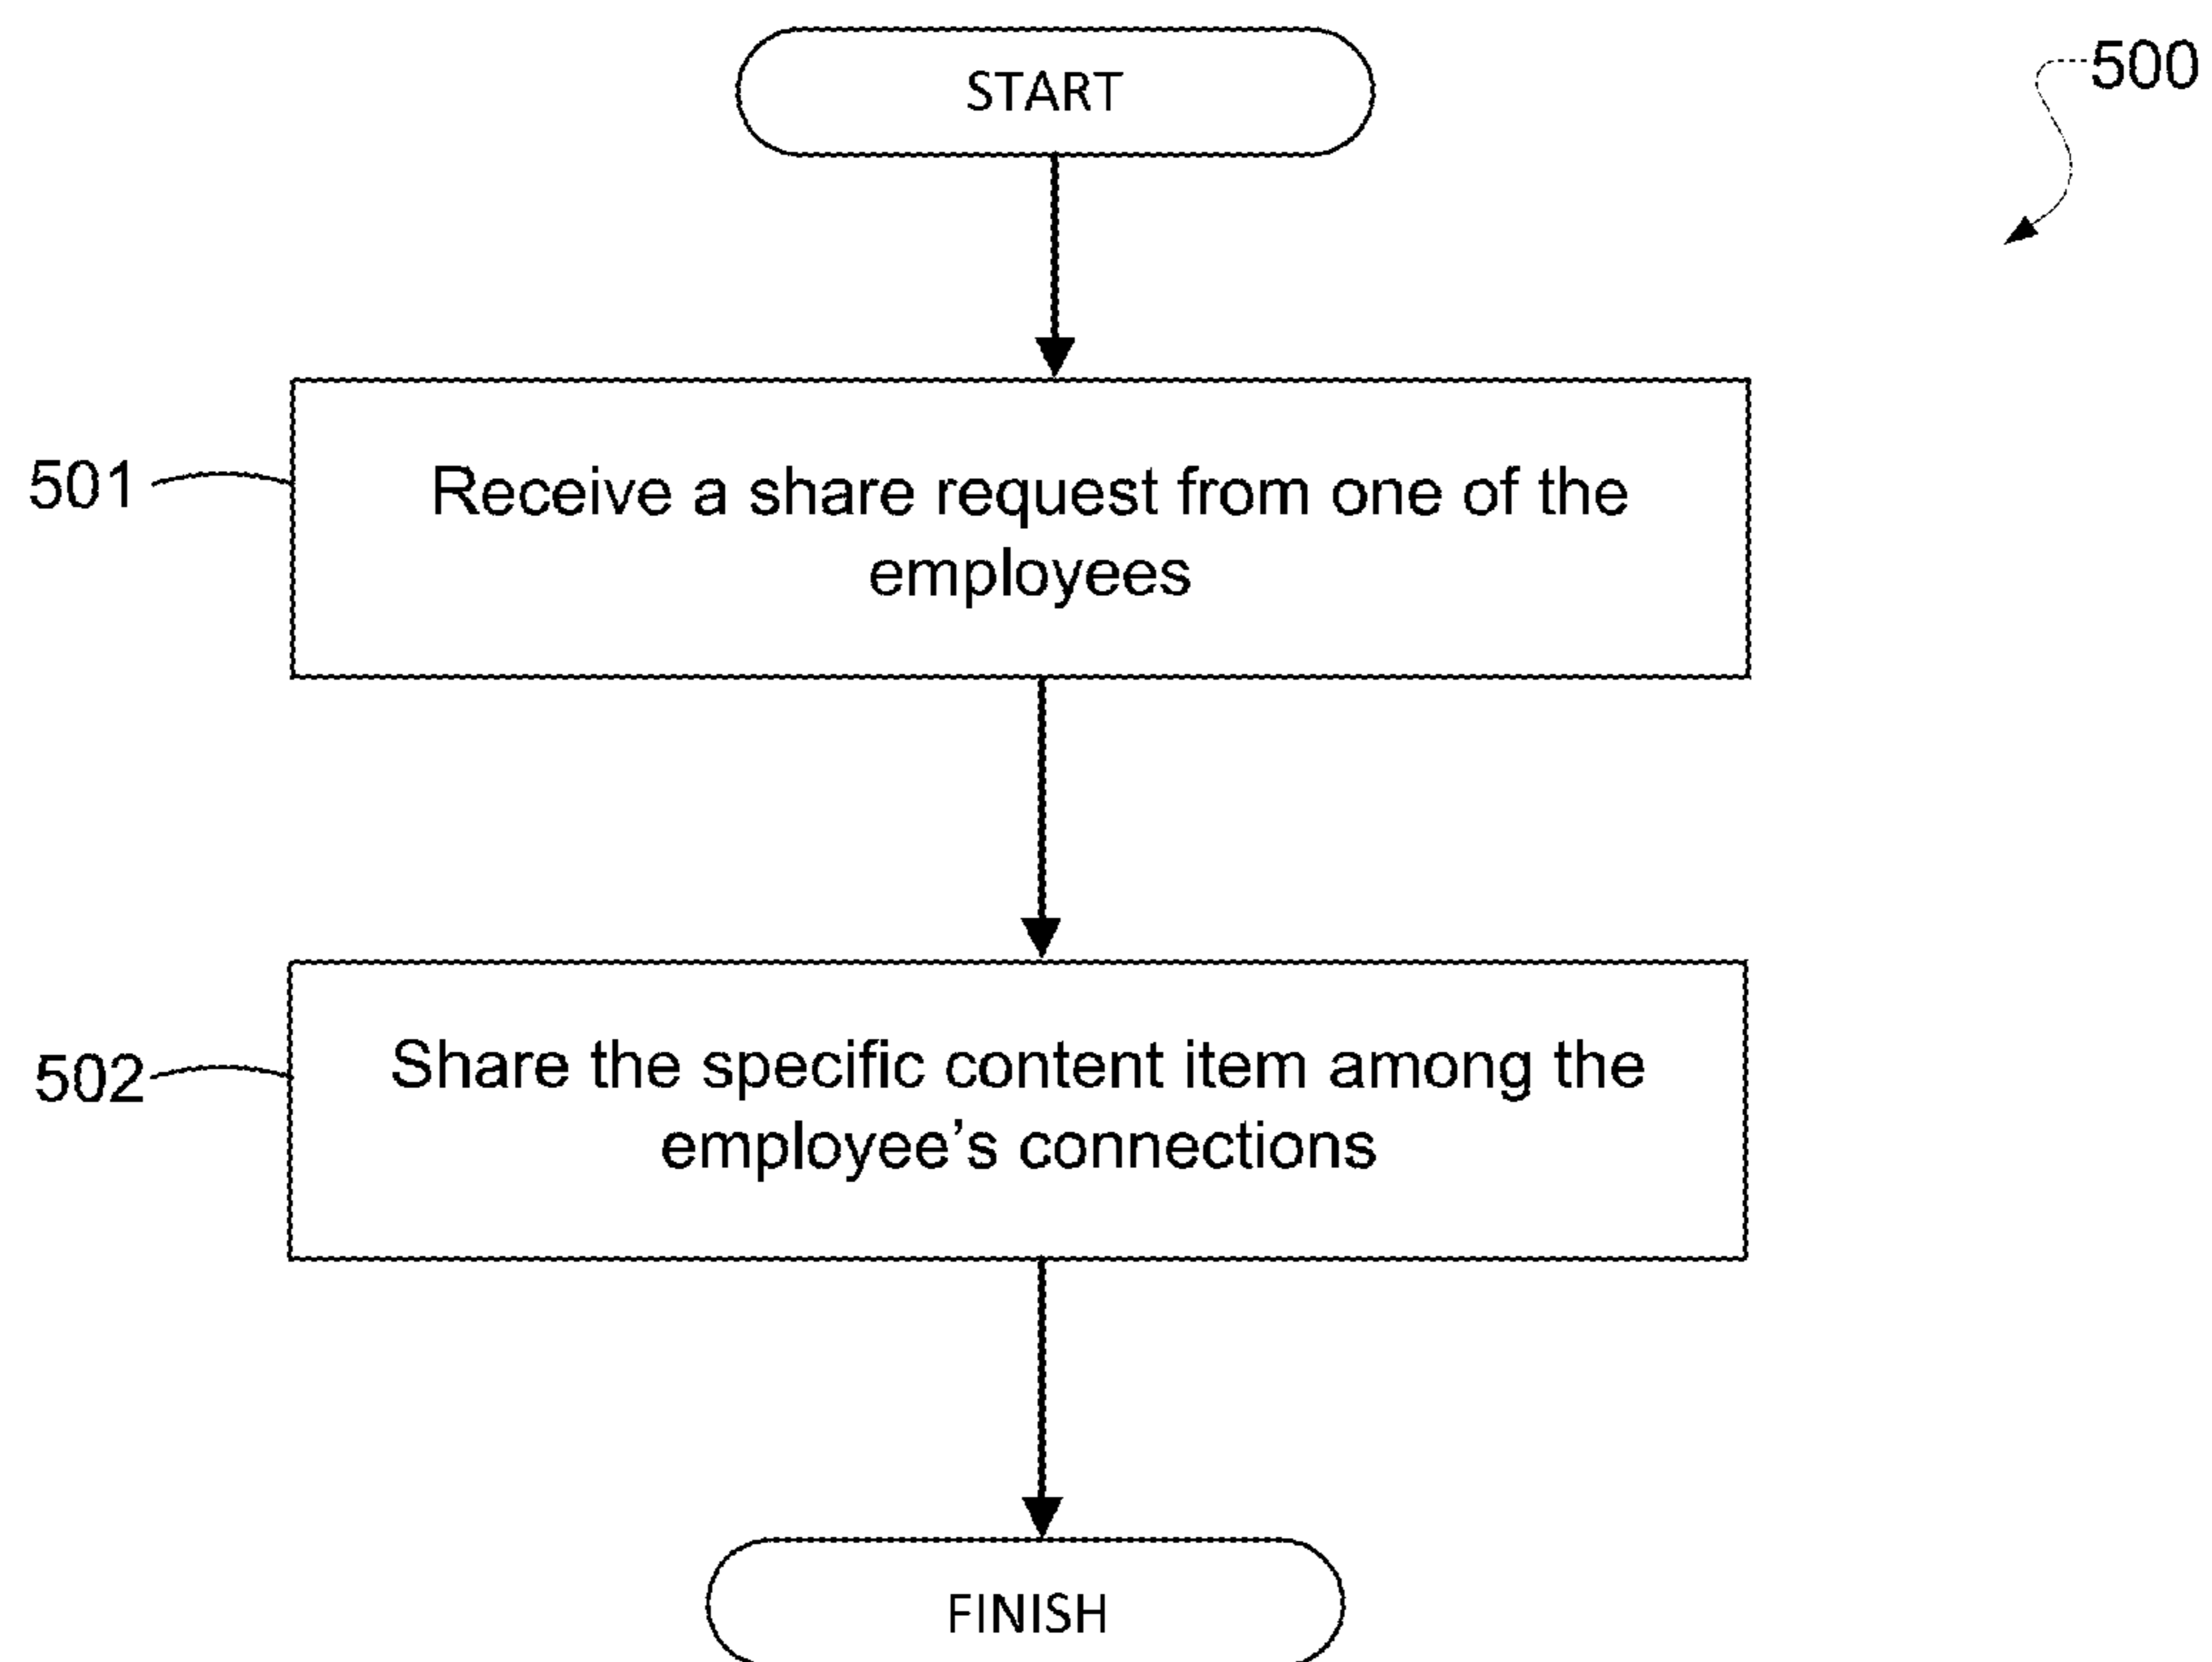 START
500
501
Receive a share request from one of the
employees
502
Share the specific content item among the
employee’s connections
FINISH